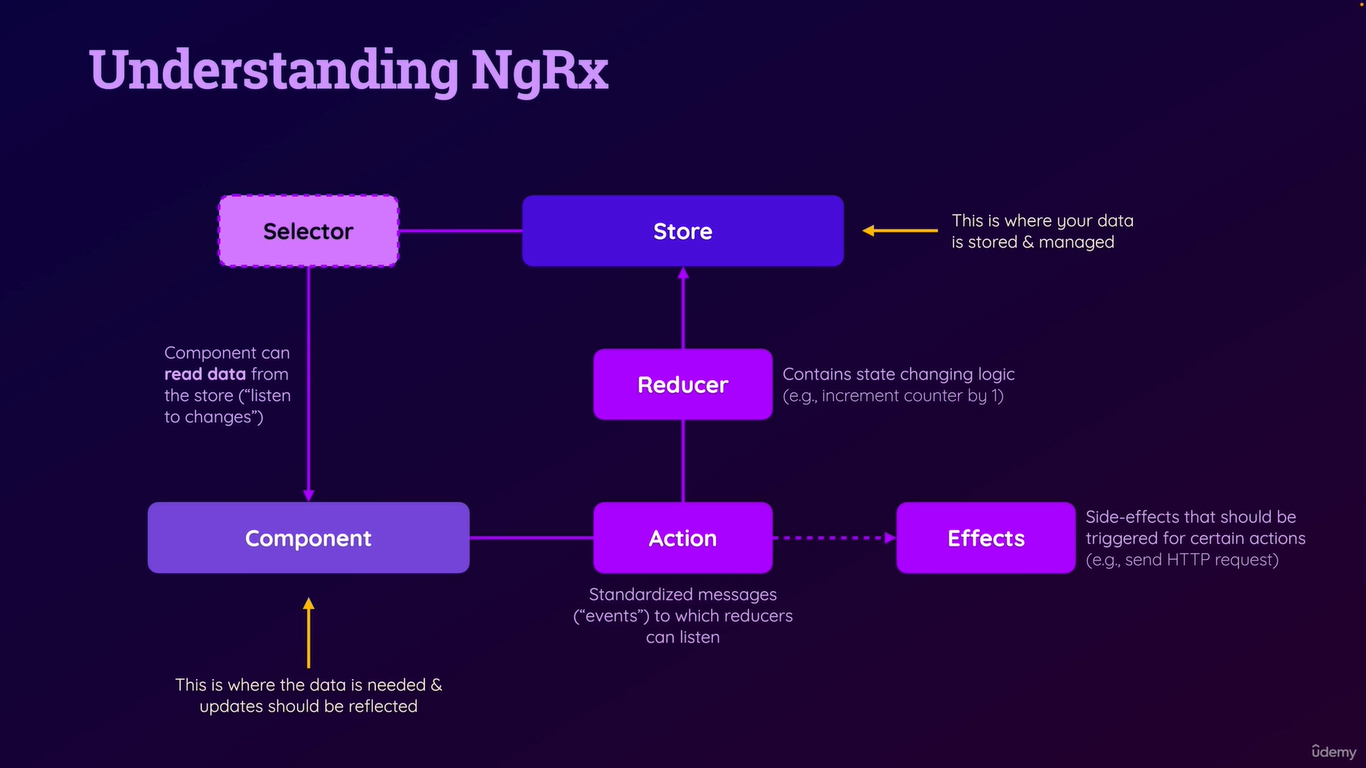 Understanding NgRx
Selector
Store
This is where your data
is stored & managed
Component can
read data from
the store (“listen
to changes”)
Reducer
Contains state changing logic
(e.g., increment counter by 1)
Component
Action
Effects
Side-effects that should be
triggered for certain actions
(e.g., send HTTP request)
Standardized messages
(“events”) to which reducers
can listen
This is where the data is needed &
updates should be reflected
udemy